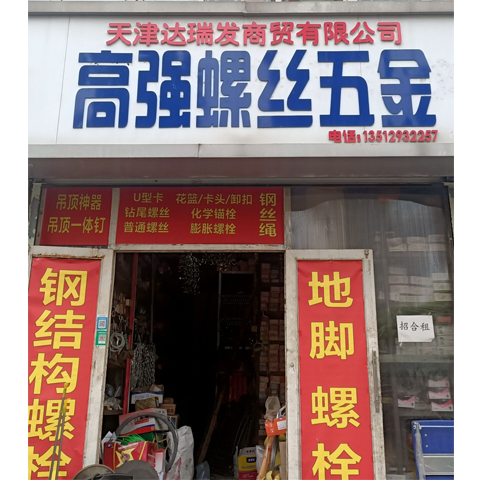 天津达瑞发商贸有限公司
高强螺丝五金
电话:13512932257
吊顶神器
吊顶一体钉
U型卡 花篮/卡头/卸扣
钻尾螺丝 化学锚栓
普通螺丝 膨胀螺栓
钢丝绳
钢结构螺栓
地脚螺栓
招合租